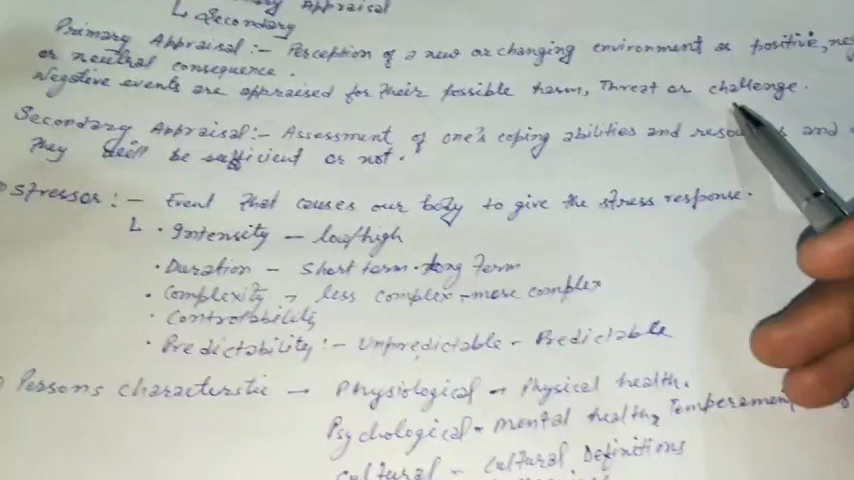 Appraisal
↳ Secondary
Primary Appraisal :- Perception of a new or changing environment as positive, neg
or neutral consequence.
Negative events are appraised for their possible harm, Threat or challenge.
Secondary Appraisal:- Assessment of one's coping abilities and and
They will be sufficient or not.
Stressor :- Event that causes our body to give the stress response.
↳ • Intensity - low/high
• Duration - Short term - long Term
• Complexity → less complex - more complex
• Controlability
• Predictability :- Unpredictable - Predictable
Persons characterstic → Physiological → Physical health.
Psychological - mental health, Temperament
Cultural - Cultural Definitions